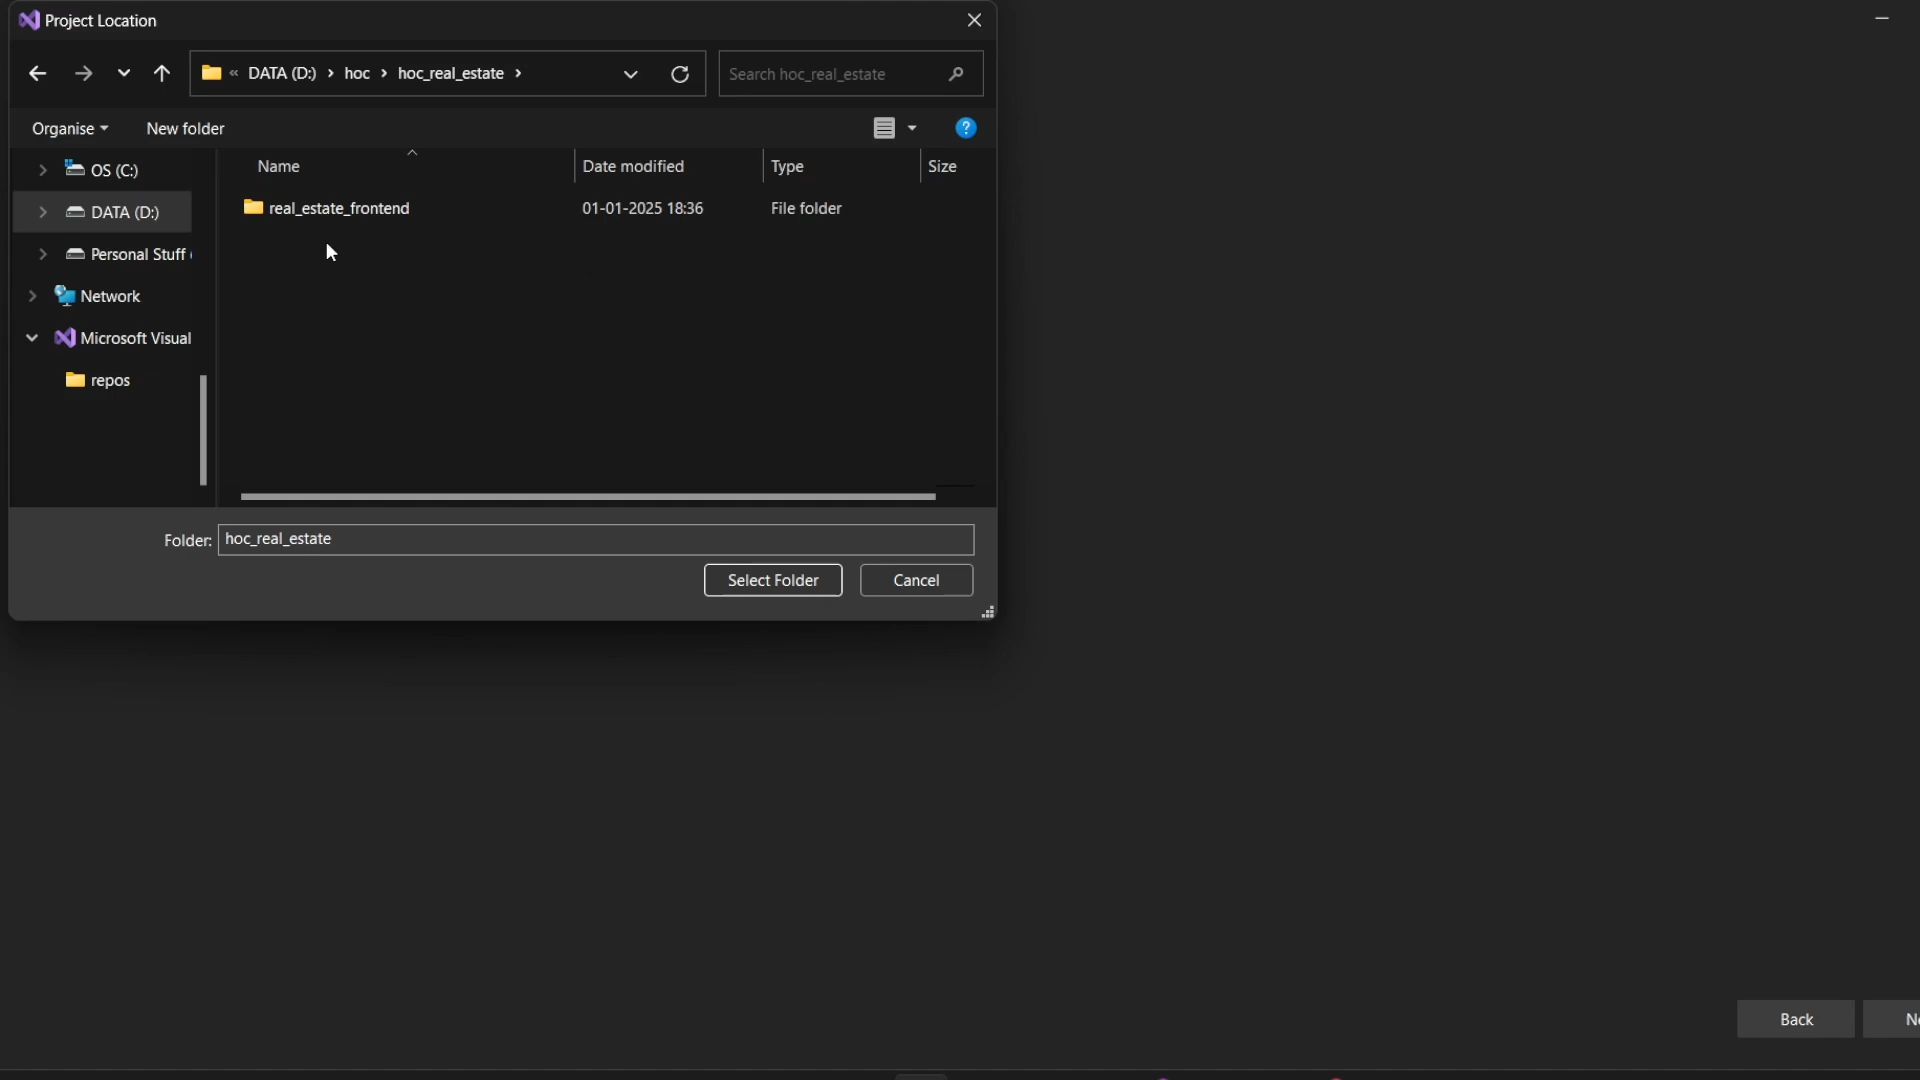 Project Location
« DATA (D:) › hoc › hoc_real_estate ›
Search hoc_real_estate
Organise
New folder
?
Name
Date modified
Type
Size
OS (C:)
DATA (D:)
Personal Stuff
Network
Microsoft Visual
repos
real_estate_frontend
01-01-2025 18:36
File folder
Folder:
hoc_real_estate
Select Folder
Cancel
Back